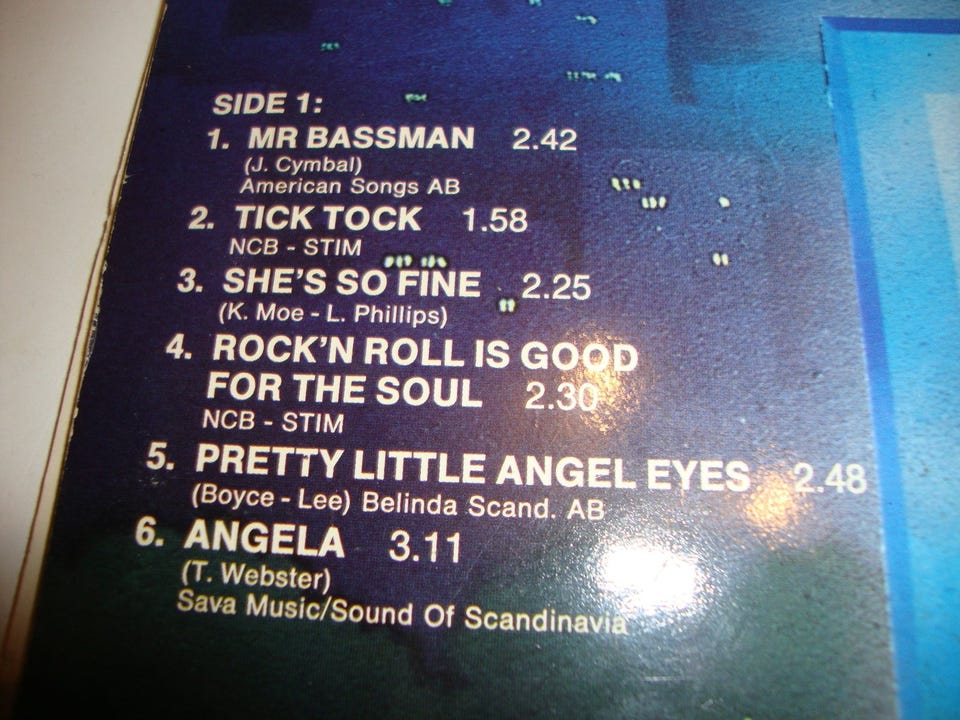 SIDE 1:
1. MR BASSMAN 2.42
(J. Cymbal)
American Songs AB
2. TICK TOCK 1.58
NCB - STIM
3. SHE'S SO FINE 2.25
(K. Moe - L. Phillips)
4. ROCK'N ROLL IS GOOD
FOR THE SOUL 2.30
NCB - STIM
5. PRETTY LITTLE ANGEL EYES 2.48
(Boyce - Lee) Belinda Scand. AB
6. ANGELA 3.11
(T. Webster)
Sava Music/Sound Of Scandinavia